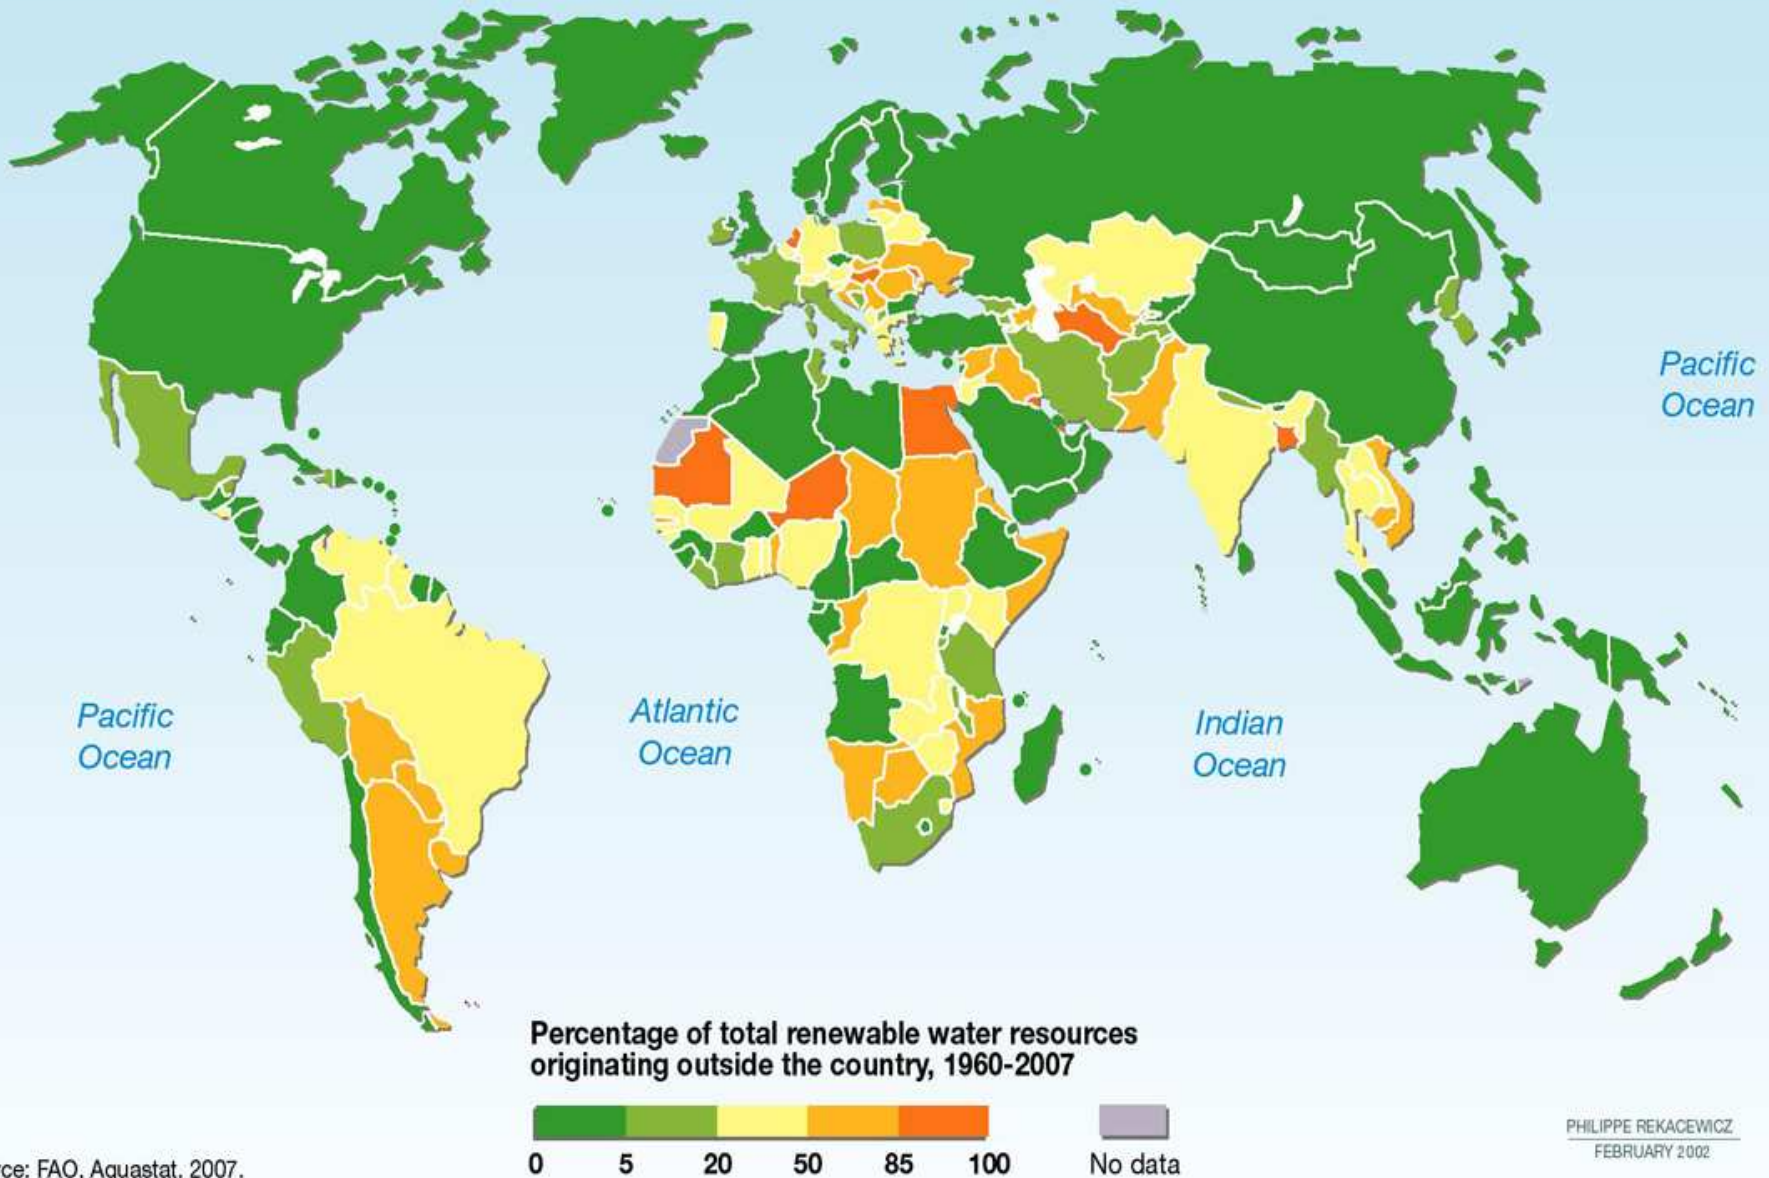 Pacific
Ocean
Pacific
Ocean
Atlantic
Ocean
Indian
Ocean
Percentage of total renewable water resources
originating outside the country, 1960-2007
0 5 20 50 85 100 No data
PHILIPPE REKACEWICZ
FEBRUARY 2002
rce: FAO, Aquastat, 2007.